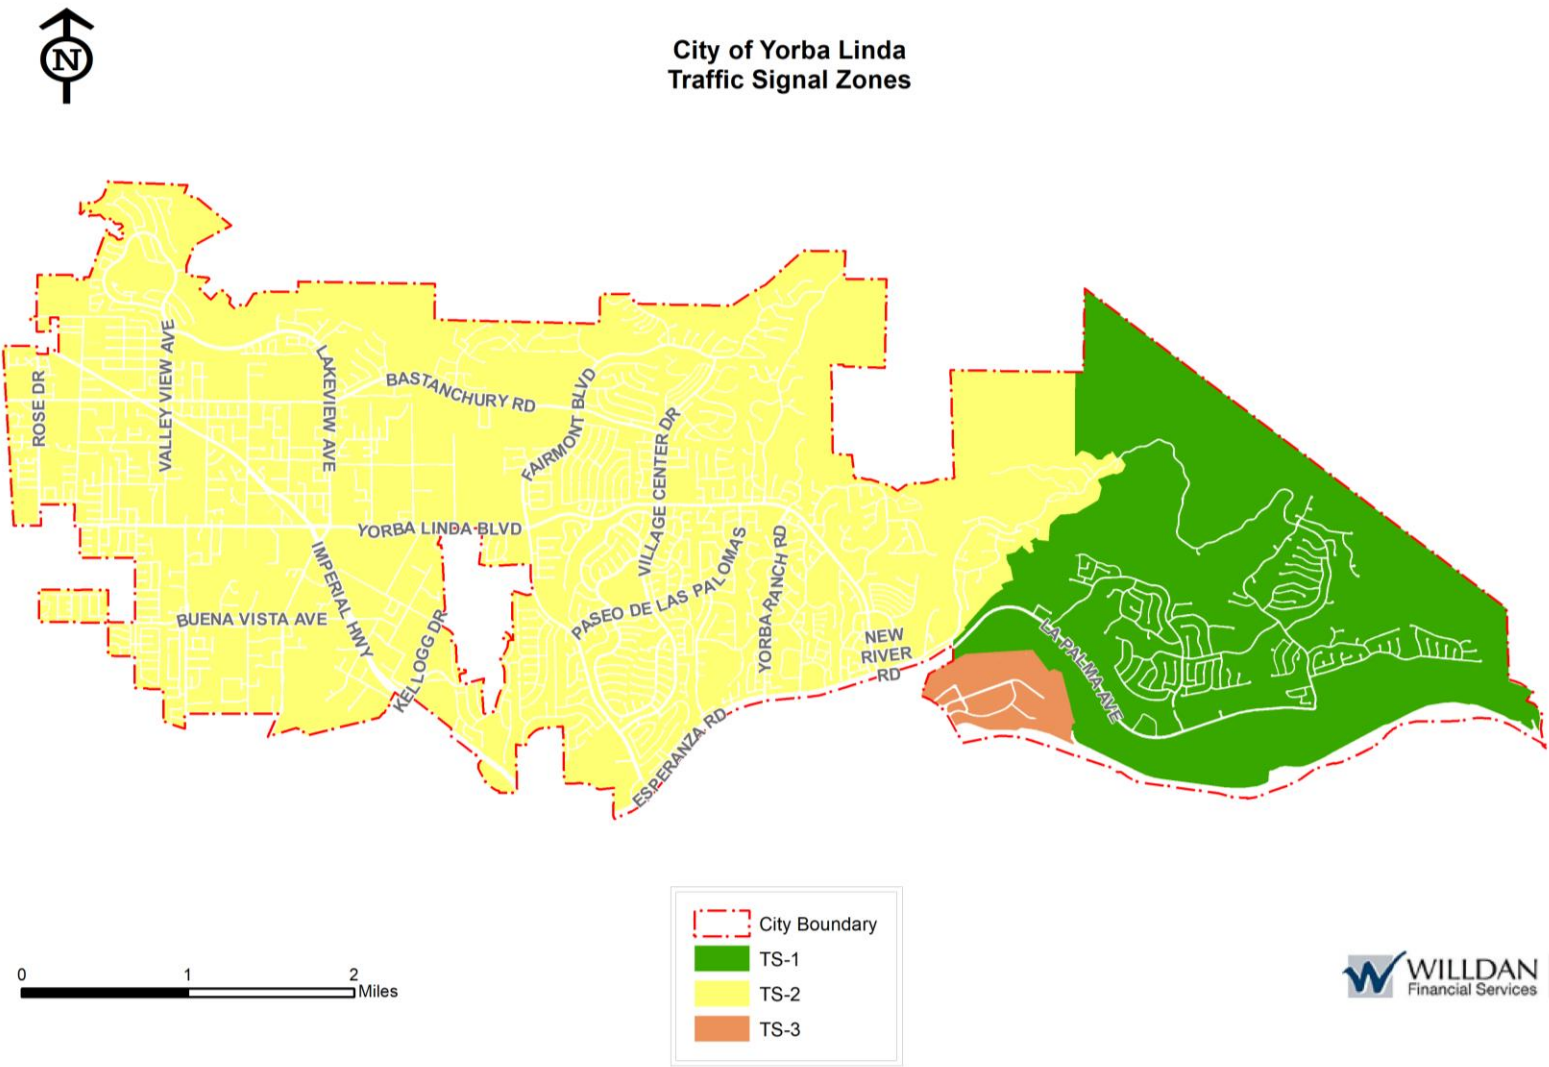 N
City of Yorba Linda
Traffic Signal Zones
ROSE DR
VALLEY VIEW AVE
LAKEVIEW AVE
BASTANCHURY RD
FAIRMONT BLVD
VILLAGE CENTER DR
YORBA LINDA BLVD
IMPERIAL HWY
BUENA VISTA AVE
KELLOGG DR
PASEO DE LAS PALOMAS
YORBA RANCH RD
NEW
RIVER
RD
ESPERANZA RD
LA PALMA AVE
City Boundary
TS-1
TS-2
TS-3
0 1 2
Miles
WILLDAN
Financial Services